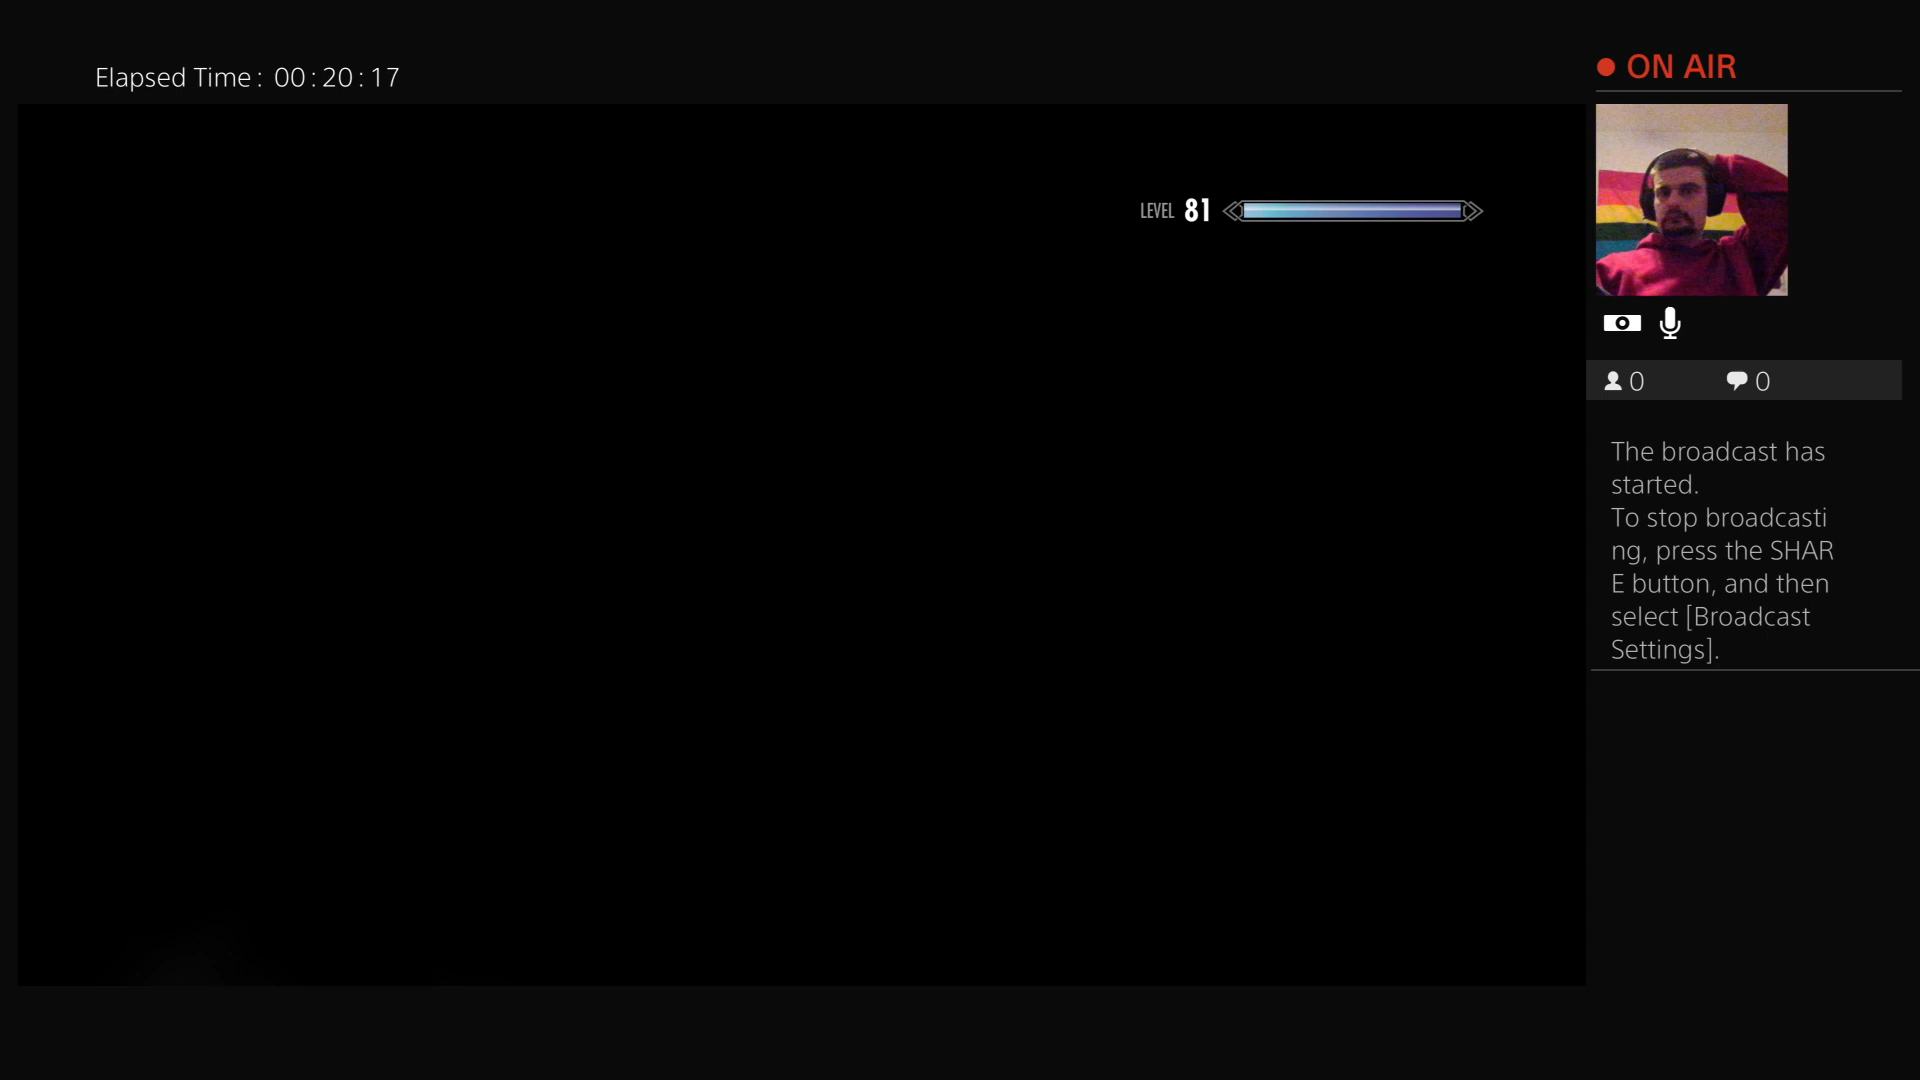 Elapsed Time: 00:20:17
ON AIR
LEVEL 81
0 0
The broadcast has
started.
To stop broadcasti
ng, press the SHAR
E button, and then
select [Broadcast
Settings].